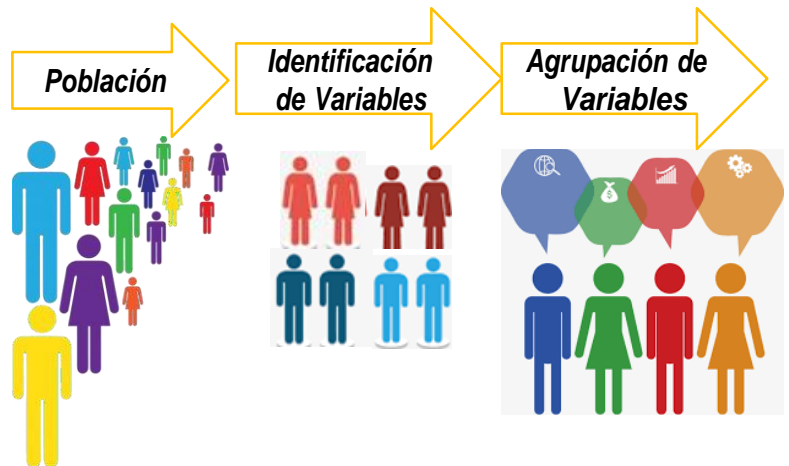 Población
Identificación
de Variables
Agrupación de
Variables
$